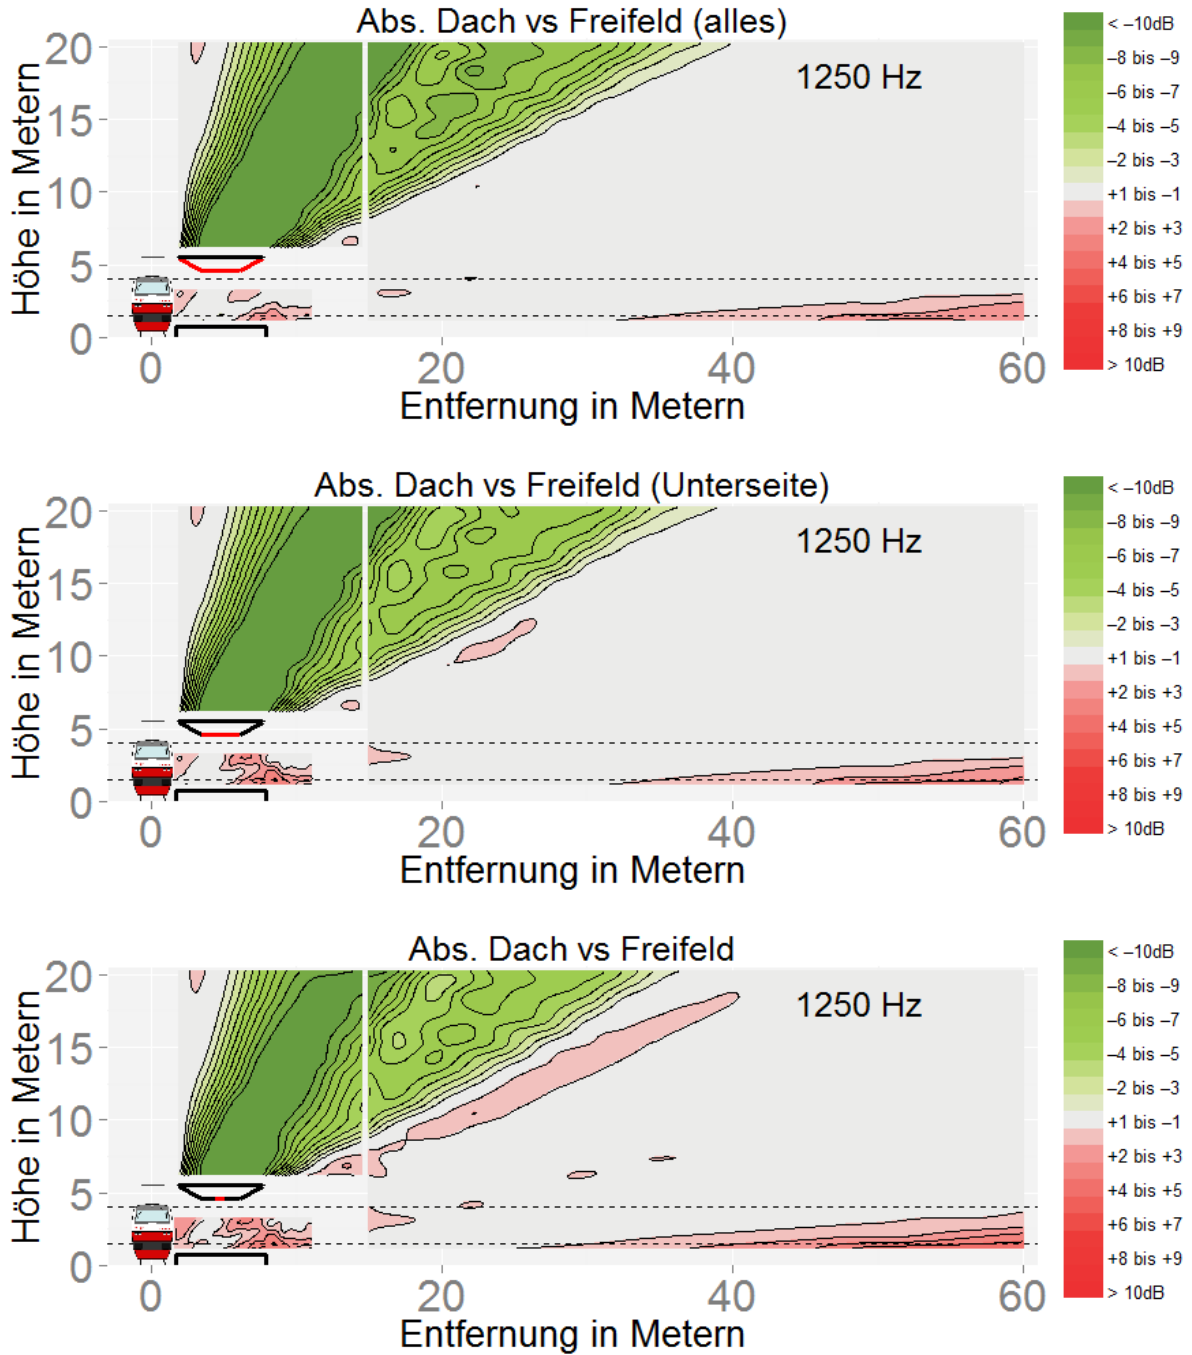 Abs. Dach vs Freifeld (alles)
1250 Hz
Höhe in Metern
20
15
10
5
0
0 20 40 60
Entfernung in Metern
< –10dB
–8 bis –9
–6 bis –7
–4 bis –5
–2 bis –3
+1 bis –1
+2 bis +3
+4 bis +5
+6 bis +7
+8 bis +9
> 10dB
Abs. Dach vs Freifeld (Unterseite)
1250 Hz
Höhe in Metern
20
15
10
5
0
0 20 40 60
Entfernung in Metern
< –10dB
–8 bis –9
–6 bis –7
–4 bis –5
–2 bis –3
+1 bis –1
+2 bis +3
+4 bis +5
+6 bis +7
+8 bis +9
> 10dB
Abs. Dach vs Freifeld
1250 Hz
Höhe in Metern
20
15
10
5
0
0 20 40 60
Entfernung in Metern
< –10dB
–8 bis –9
–6 bis –7
–4 bis –5
–2 bis –3
+1 bis –1
+2 bis +3
+4 bis +5
+6 bis +7
+8 bis +9
> 10dB